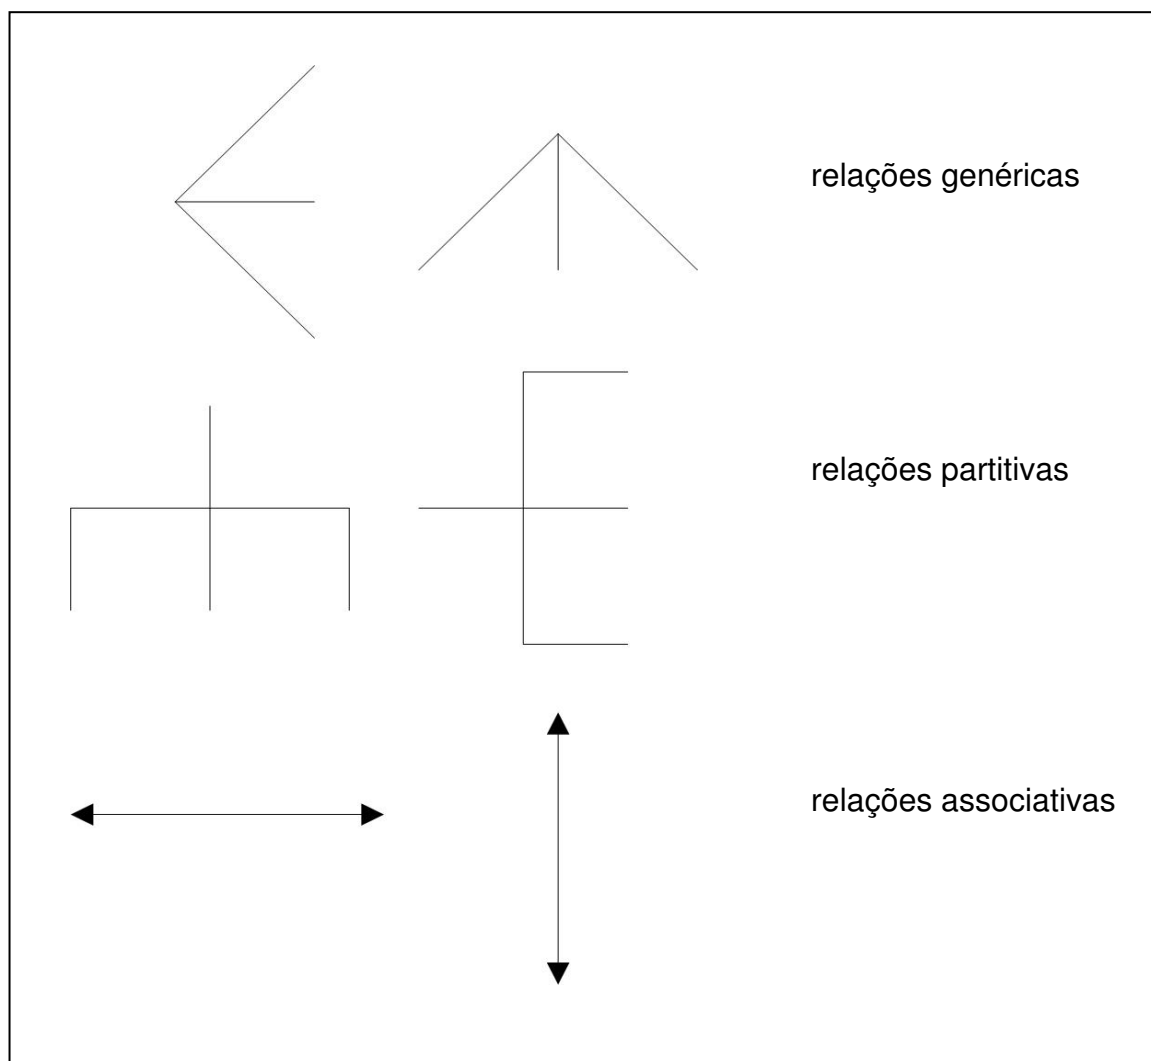 relações genéricas
relações partitivas
relações associativas